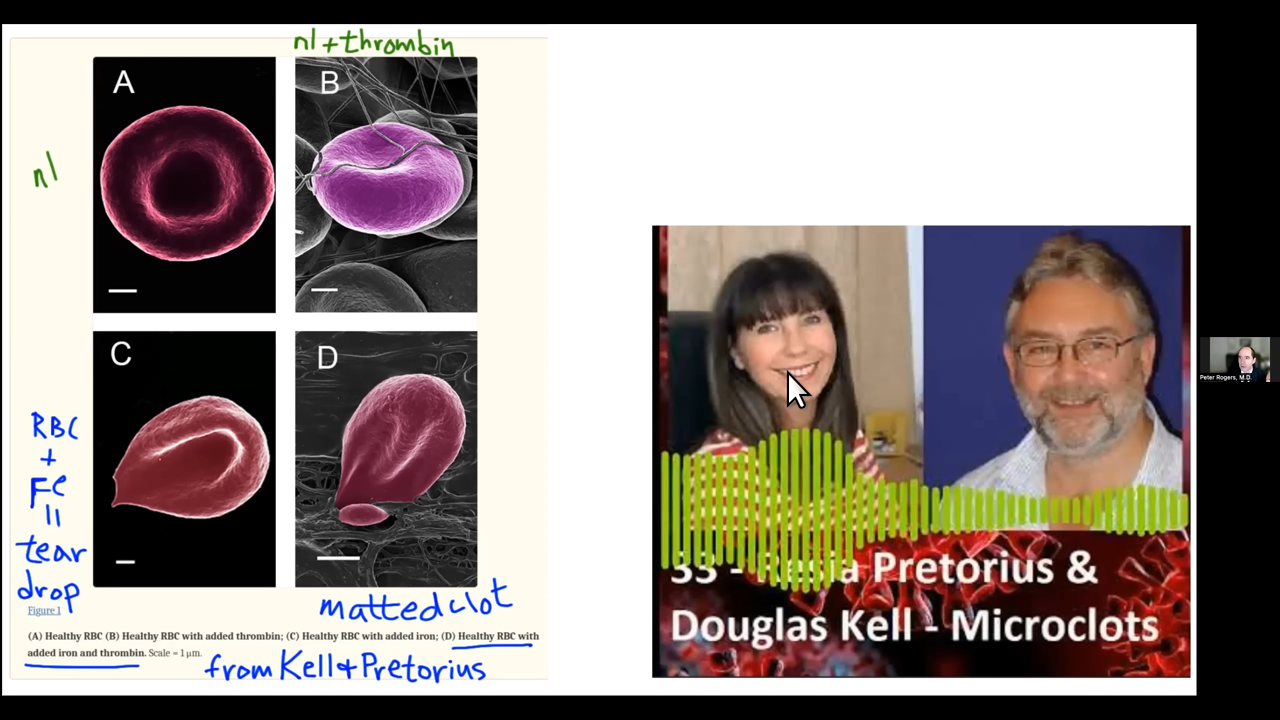 nl + thrombin
A
B
nl
C
D
RBC
+
Fe
=
tear
drop
Figure 1
matted clot
(A) Healthy RBC (B) Healthy RBC with added thrombin; (C) Healthy RBC with added iron; (D) Healthy RBC with
added iron and thrombin. Scale = 1 μm.
from Kell & Pretorius
33 - Resia Pretorius &
Douglas Kell - Microclots
Peter Rogers, M.D.